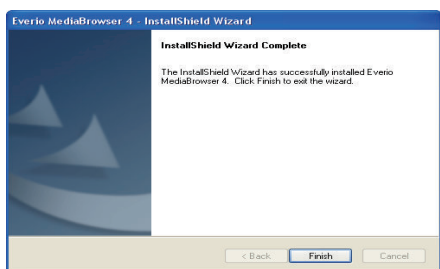 Everio MediaBrowser 4 - InstallShield Wizard
InstallShield Wizard Complete
The InstallShield Wizard has successfully installed Everio
MediaBrowser 4. Click Finish to exit the wizard.
< Back
Finish
Cancel